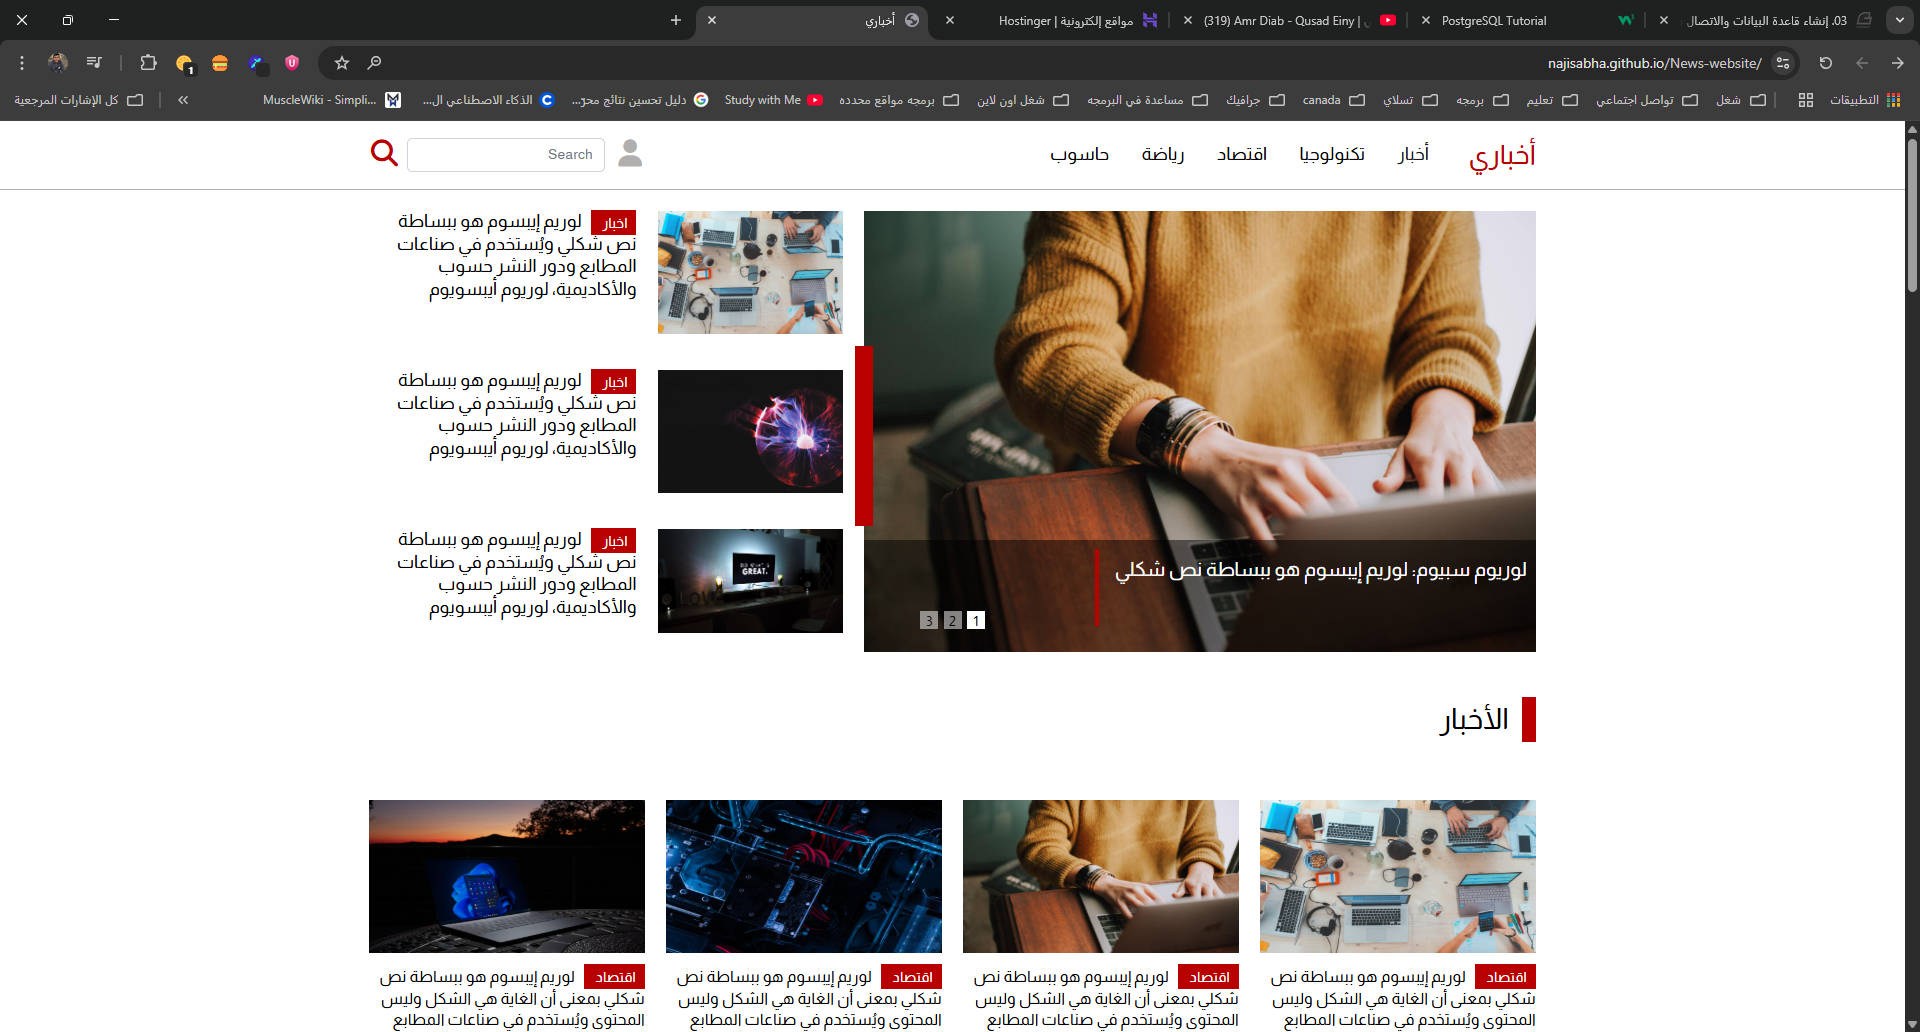 03. إنشاء قاعدة البيانات والاتصال
PostgreSQL Tutorial
(319) Amr Diab - Qusad Einy |
مواقع إلكترونية | Hostinger
أخباري
najisabha.github.io/News-website/
1
التطبيقات
شغل
تواصل اجتماعي
تعليم
برمجه
تسلاي
canada
جرافيك
مساعدة في البرمجه
شغل اون لاين
برمجه مواقع محدده
Study with Me
دليل تحسين نتائج محرّ...
الذكاء الاصطناعي ال...
MuscleWiki - Simpli...
كل الإشارات المرجعية
أخباري
أخبار
تكنولوجيا
اقتصاد
رياضة
حاسوب
Search
لوريوم سبيوم: لوريم إيبسوم هو ببساطة نص شكلي
1 2 3
DO WHAT IS
GREAT.
اخبار لوريم إيبسوم هو ببساطة
نص شكلي ويُستخدم في صناعات
المطابع ودور النشر حسوب
والأكاديمية، لوريوم أيبسويوم
اخبار لوريم إيبسوم هو ببساطة
نص شكلي ويُستخدم في صناعات
المطابع ودور النشر حسوب
والأكاديمية، لوريوم أيبسويوم
اخبار لوريم إيبسوم هو ببساطة
نص شكلي ويُستخدم في صناعات
المطابع ودور النشر حسوب
والأكاديمية، لوريوم أيبسويوم
الأخبار
اقتصاد لوريم إيبسوم هو ببساطة نص
شكلي بمعنى أن الغاية هي الشكل وليس
المحتوى ويُستخدم في صناعات المطابع
اقتصاد لوريم إيبسوم هو ببساطة نص
شكلي بمعنى أن الغاية هي الشكل وليس
المحتوى ويُستخدم في صناعات المطابع
اقتصاد لوريم إيبسوم هو ببساطة نص
شكلي بمعنى أن الغاية هي الشكل وليس
المحتوى ويُستخدم في صناعات المطابع
اقتصاد لوريم إيبسوم هو ببساطة نص
شكلي بمعنى أن الغاية هي الشكل وليس
المحتوى ويُستخدم في صناعات المطابع